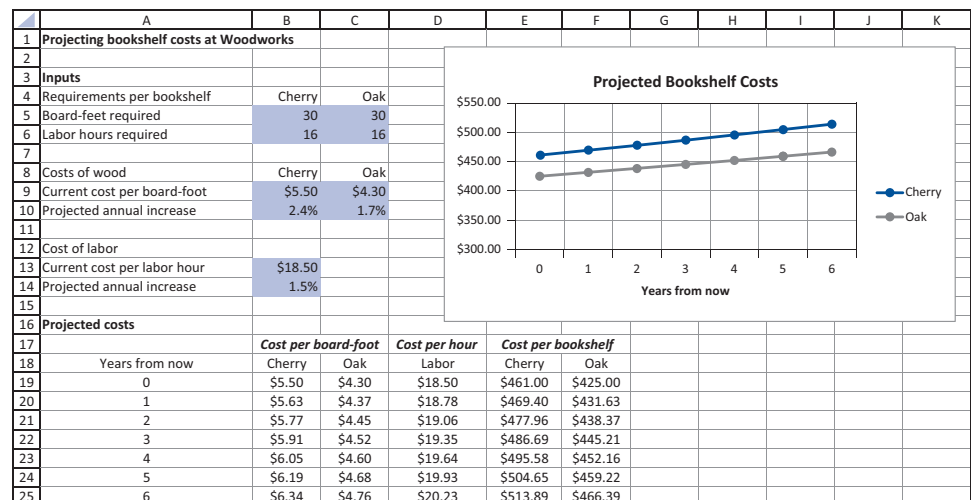 A B C D E F G H I J K
1 Projecting bookshelf costs at Woodworks
2
3 Inputs
4 Requirements per bookshelf Cherry Oak
5 Board-feet required 30 30
6 Labor hours required 16 16
7
8 Costs of wood Cherry Oak
9 Current cost per board-foot $5.50 $4.30
10 Projected annual increase 2.4% 1.7%
11
12 Cost of labor
13 Current cost per labor hour $18.50
14 Projected annual increase 1.5%
15
16 Projected costs
Projected Bookshelf Costs
$550.00
$500.00
$450.00
$400.00
$350.00
$300.00
0 1 2 3 4 5 6
Years from now
Cherry
Oak
17 Cost per board-foot Cost per hour Cost per bookshelf
18 Years from now Cherry Oak Labor Cherry Oak
19 0 $5.50 $4.30 $18.50 $461.00 $425.00
20 1 $5.63 $4.37 $18.78 $469.40 $431.63
21 2 $5.77 $4.45 $19.06 $477.96 $438.37
22 3 $5.91 $4.52 $19.35 $486.69 $445.21
23 4 $6.05 $4.60 $19.64 $495.58 $452.16
24 5 $6.19 $4.68 $19.93 $504.65 $459.22
25 6 $6.34 $4.76 $20.23 $513.89 $466.39